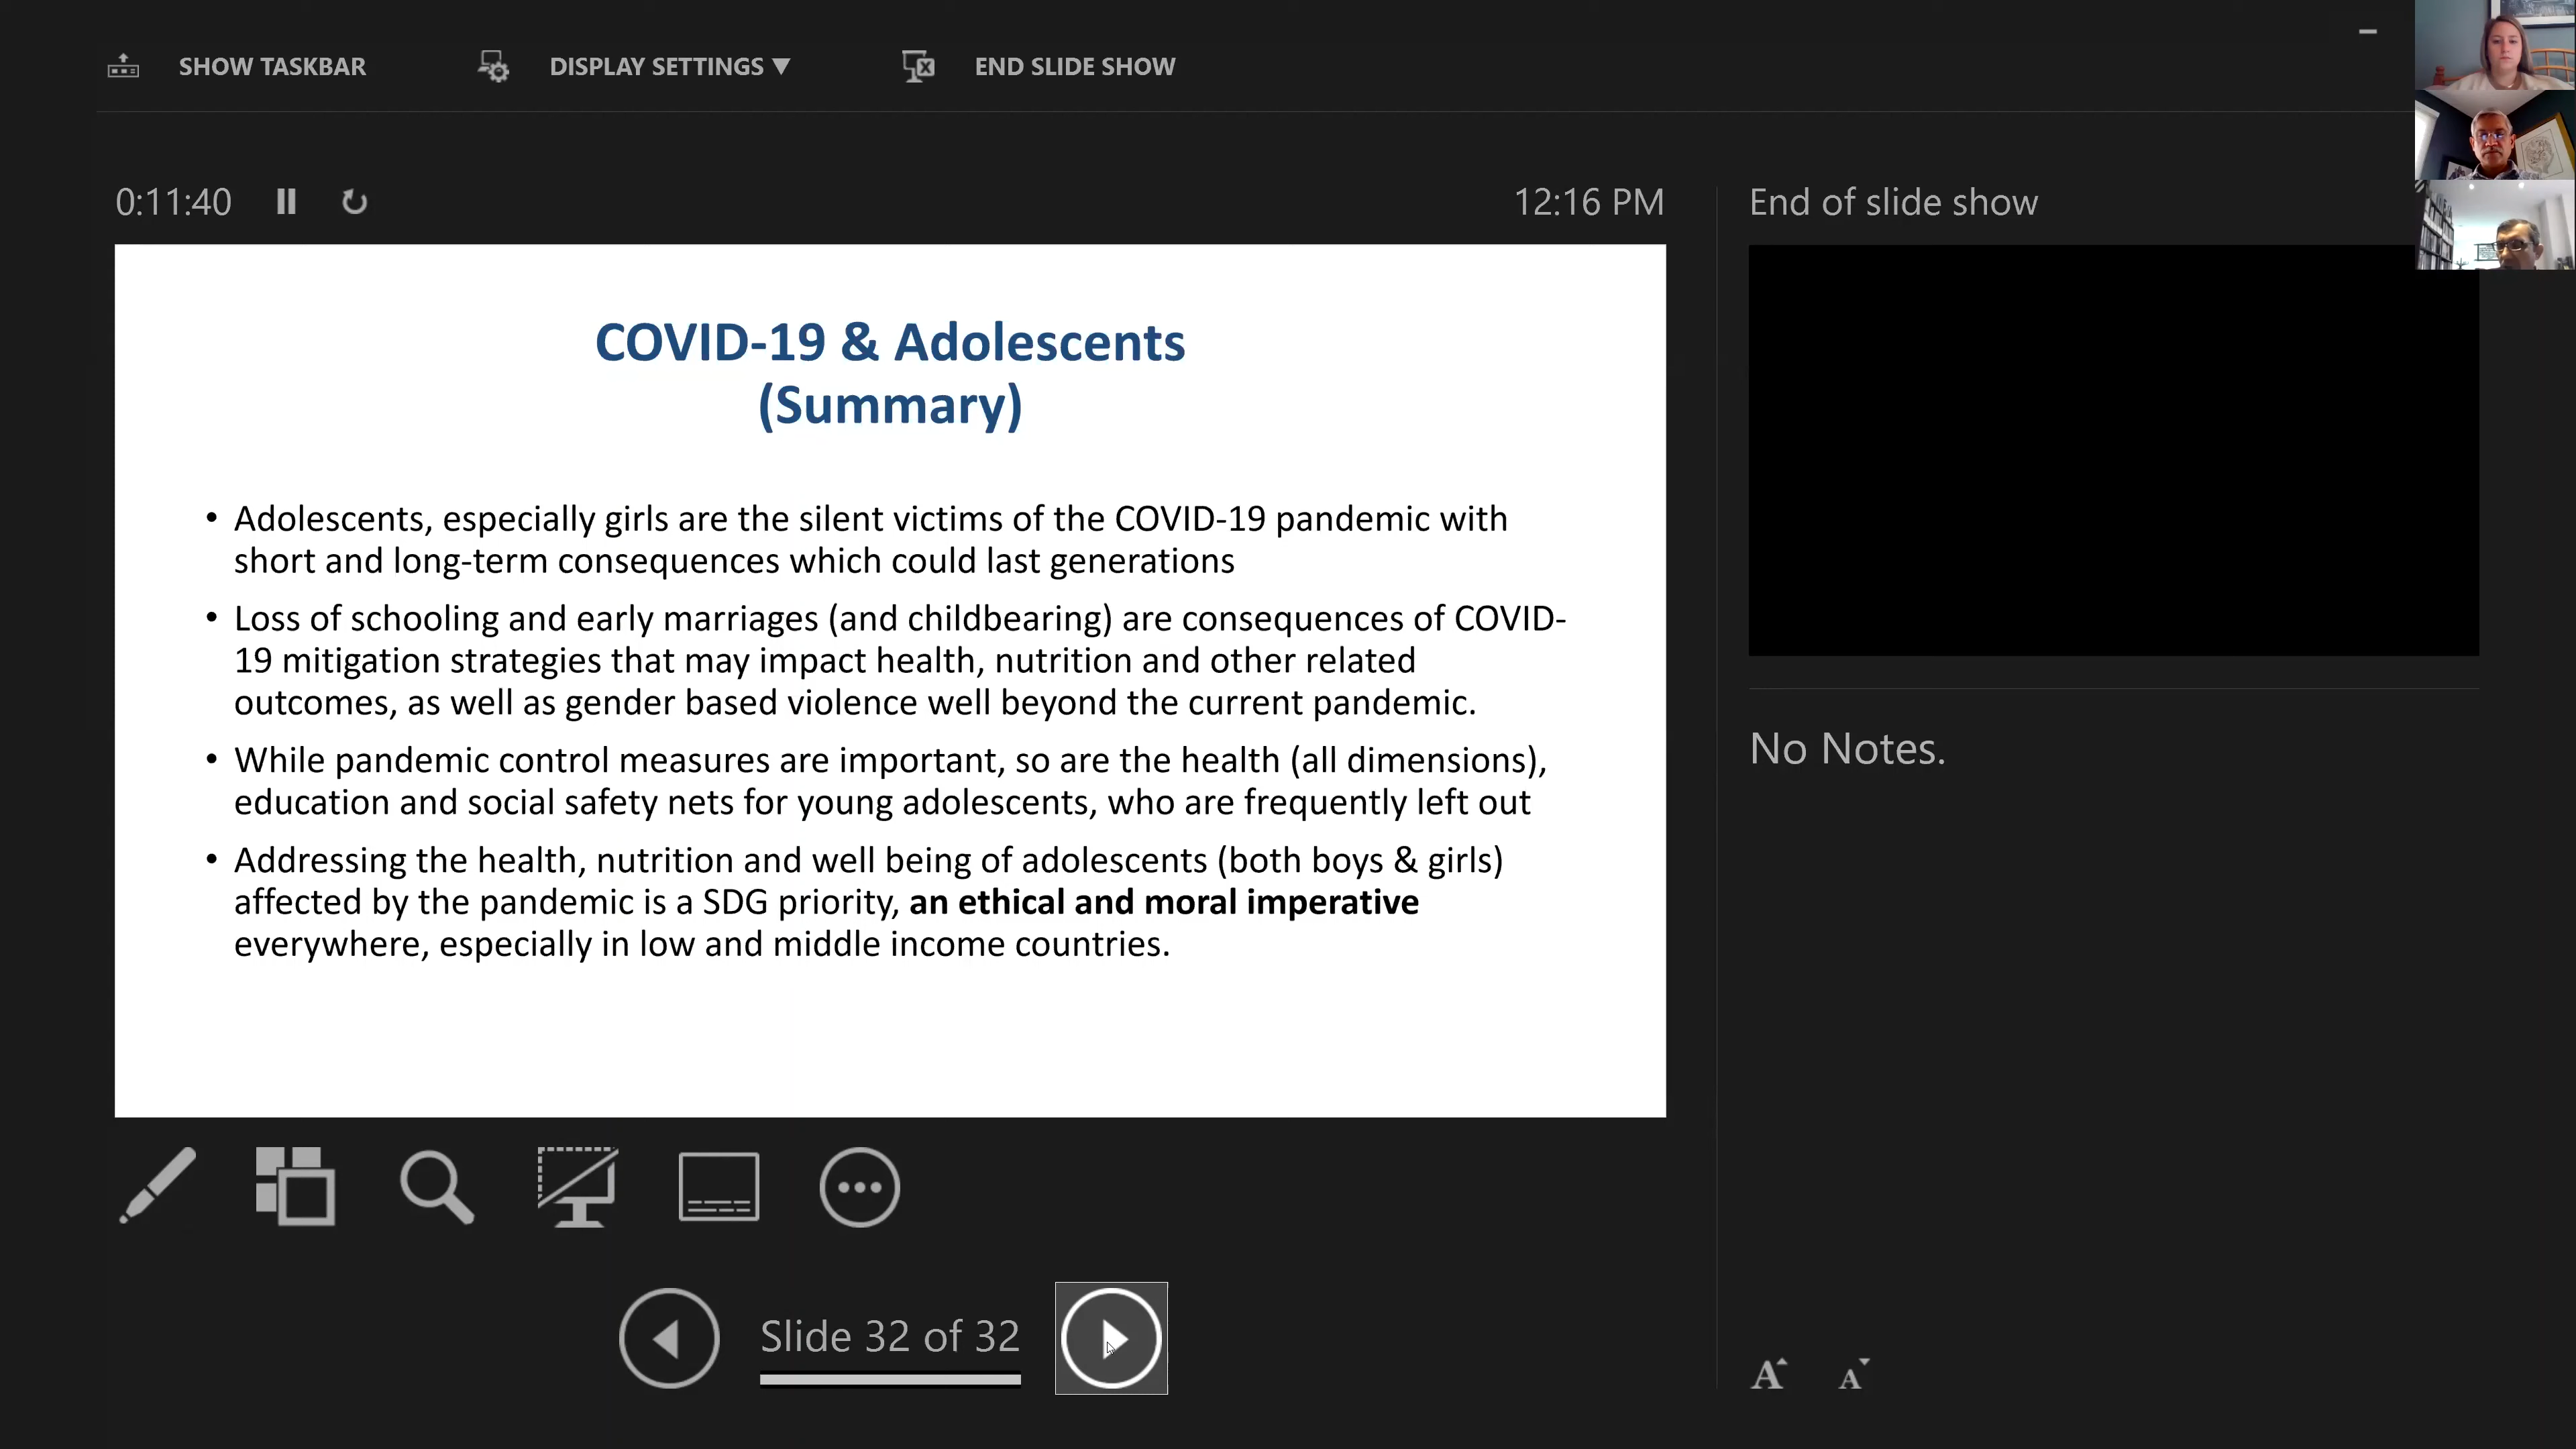 SHOW TASKBAR
DISPLAY SETTINGS ▼
END SLIDE SHOW
0:11:40
12:16 PM
End of slide show
COVID-19 & Adolescents
(Summary)
• Adolescents, especially girls are the silent victims of the COVID-19 pandemic with
short and long-term consequences which could last generations
• Loss of schooling and early marriages (and childbearing) are consequences of COVID-
19 mitigation strategies that may impact health, nutrition and other related
outcomes, as well as gender based violence well beyond the current pandemic.
• While pandemic control measures are important, so are the health (all dimensions),
education and social safety nets for young adolescents, who are frequently left out
• Addressing the health, nutrition and well being of adolescents (both boys & girls)
affected by the pandemic is a SDG priority, an ethical and moral imperative
everywhere, especially in low and middle income countries.
No Notes.
Slide 32 of 32
A A